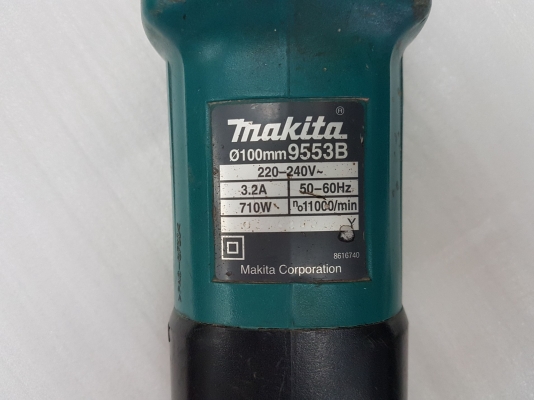 makita®
Ø100mm 9553B
220–240V~
3.2A 50–60Hz
710W n₀11000/min
Y
8616740
Makita Corporation